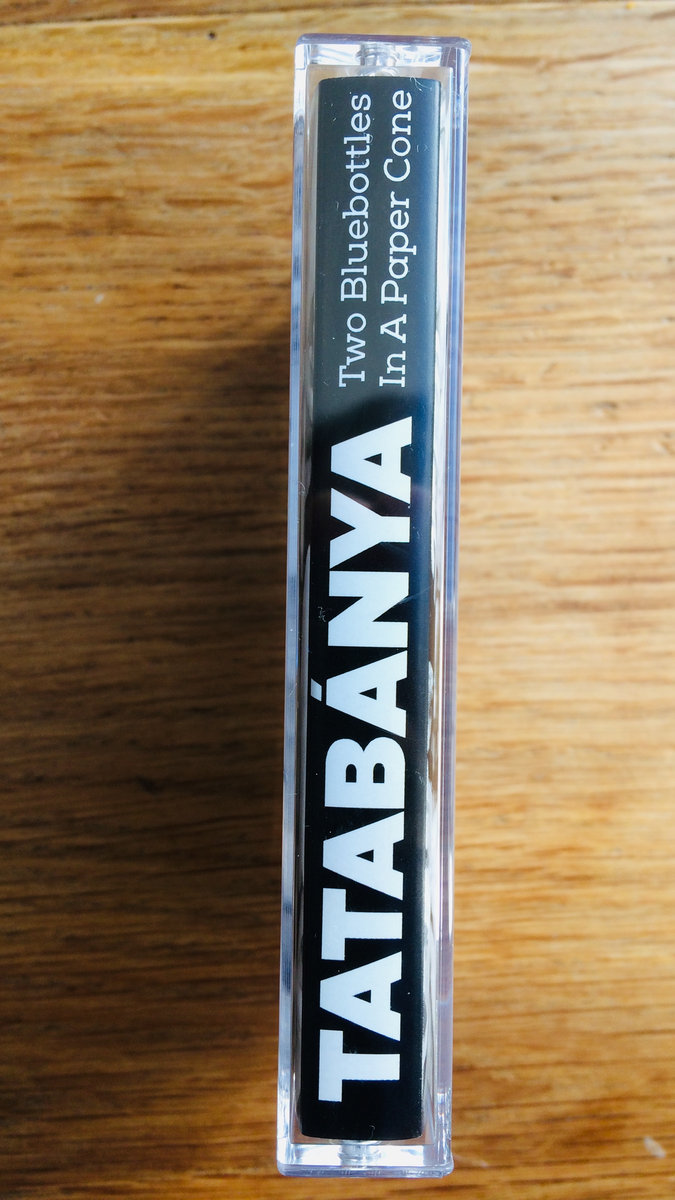 TATABÁNYA
Two Bluebottles
In A Paper Cone